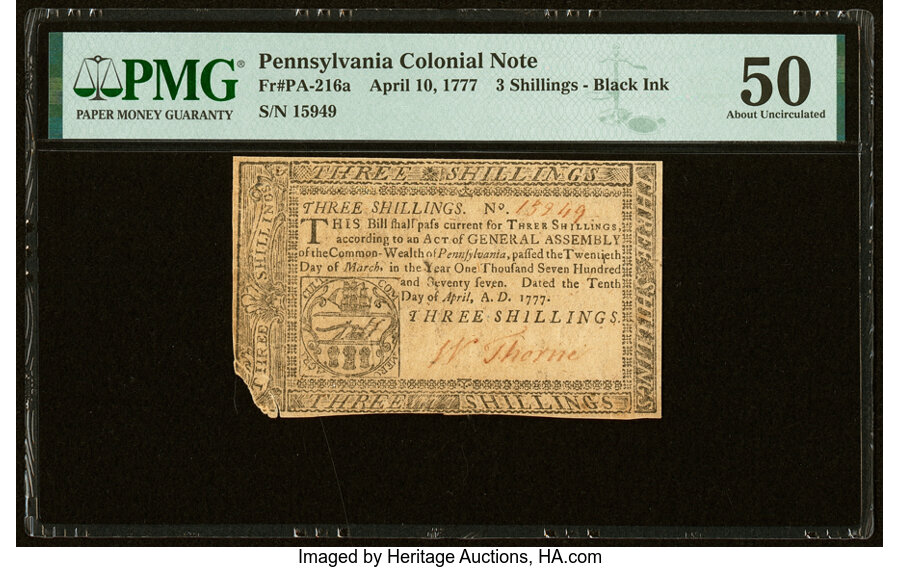 PMG®
PAPER MONEY GUARANTY
Pennsylvania Colonial Note
Fr#PA-216a April 10, 1777 3 Shillings - Black Ink
S/N 15949
50
About Uncirculated
THREE SHILLINGS
THREE SHILLINGS
THREE SHILLINGS. No. 15949
THIS Bill ſhall paſs current for THREE SHILLINGS,
according to an ACT of GENERAL ASSEMBLY
of the Common-Wealth of Pennſylvania, paſſed the Twentieth
Day of March, in the Year One Thouſand Seven Hundred
and Seventy ſeven. Dated the Tenth
Day of April, A. D. 1777.
THREE SHILLINGS.
W Thorne
THREE SHILLINGS
Imaged by Heritage Auctions, HA.com